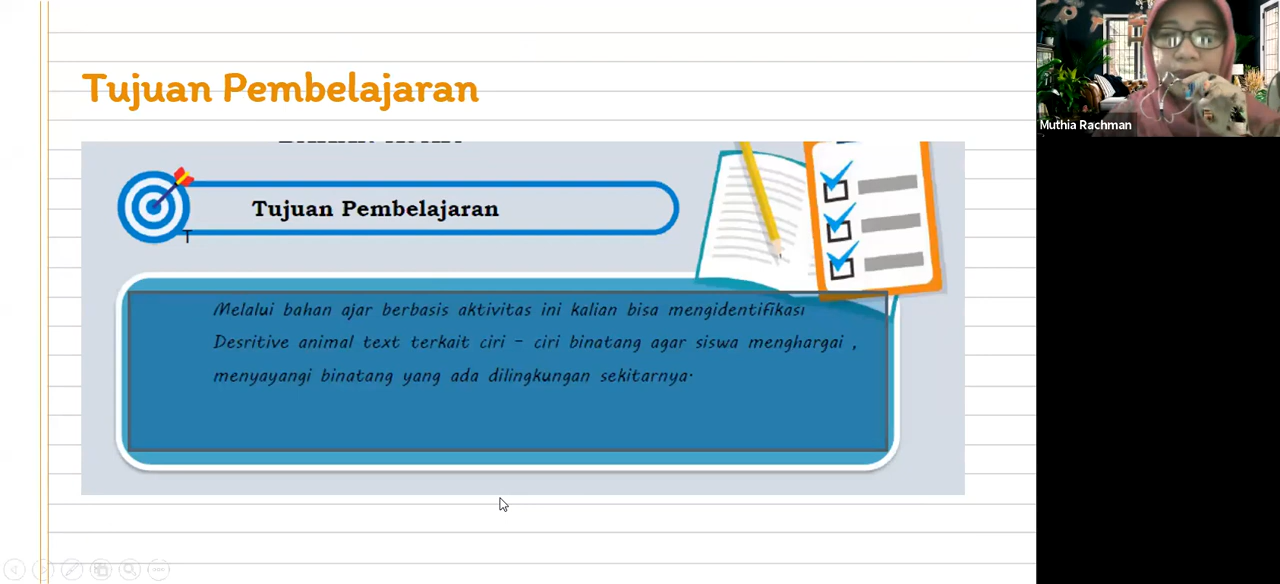 Tujuan Pembelajaran
Muthia Rachman
Tujuan Pembelajaran
T
Melalui bahan ajar berbasis aktivitas ini kalian bisa mengidentifikasi
Desritive animal text terkait ciri - ciri binatang agar siswa menghargai ,
menyayangi binatang yang ada dilingkungan sekitarnya.